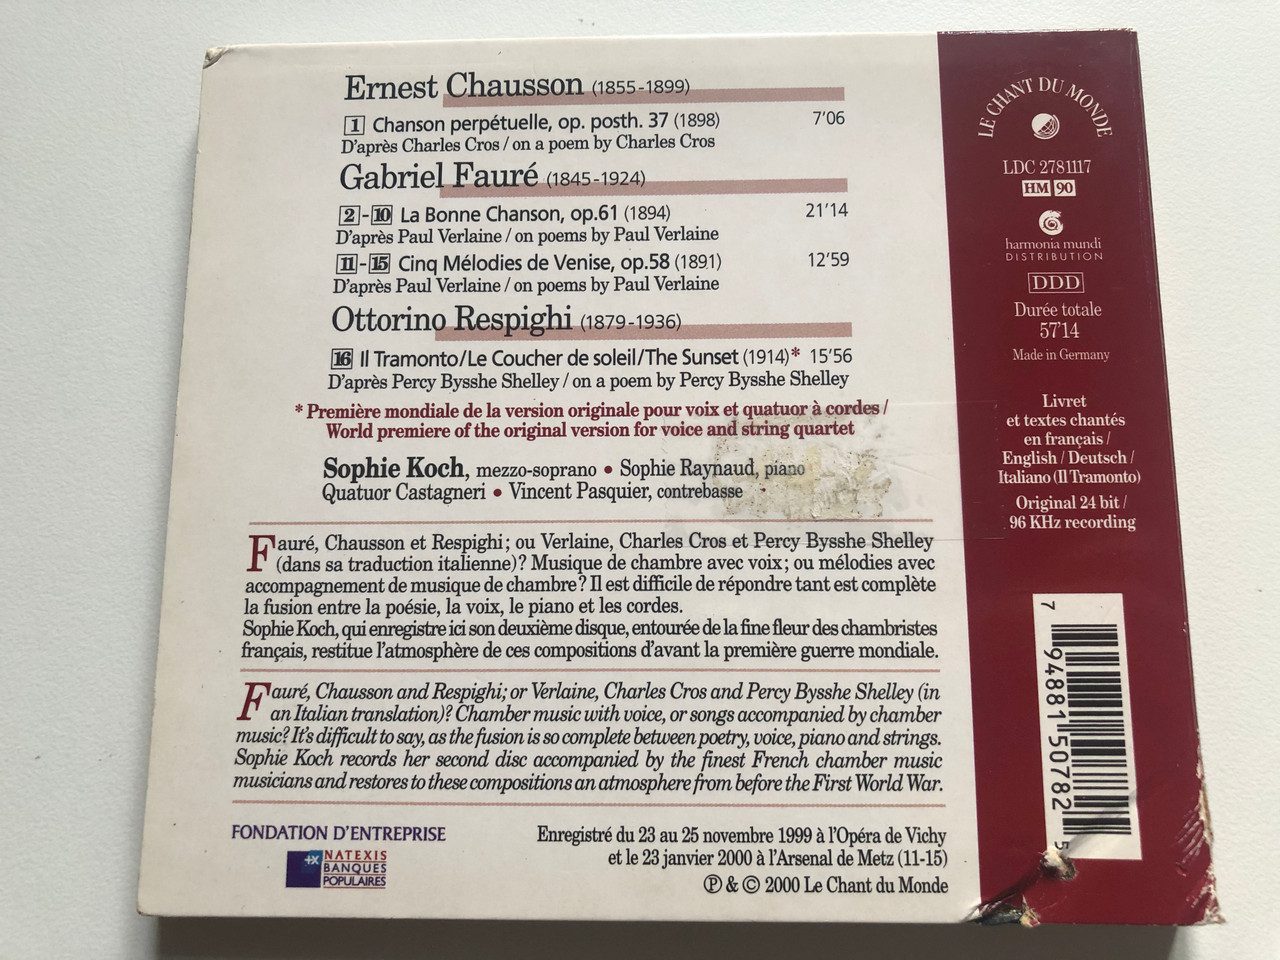 Ernest Chausson (1855-1899)
1 Chanson perpétuelle, op. posth. 37 (1898) 7'06
D'après Charles Cros / on a poem by Charles Cros
Gabriel Fauré (1845-1924)
2-10 La Bonne Chanson, op.61 (1894) 21'14
D'après Paul Verlaine / on poems by Paul Verlaine
11-15 Cinq Mélodies de Venise, op.58 (1891) 12'59
D'après Paul Verlaine / on poems by Paul Verlaine
Ottorino Respighi (1879-1936)
16 Il Tramonto/Le Coucher de soleil/The Sunset (1914)* 15'56
D'après Percy Bysshe Shelley / on a poem by Percy Bysshe Shelley
* Première mondiale de la version originale pour voix et quatuor à cordes /
World premiere of the original version for voice and string quartet
Sophie Koch, mezzo-soprano • Sophie Raynaud, piano
Quatuor Castagneri • Vincent Pasquier, contrebasse
Fauré, Chausson et Respighi; ou Verlaine, Charles Cros et Percy Bysshe Shelley
(dans sa traduction italienne)? Musique de chambre avec voix; ou mélodies avec
accompagnement de musique de chambre? Il est difficile de répondre tant est complète
la fusion entre la poésie, la voix, le piano et les cordes.
Sophie Koch, qui enregistre ici son deuxième disque, entourée de la fine fleur des chambristes
français, restitue l'atmosphère de ces compositions d'avant la première guerre mondiale.
Fauré, Chausson and Respighi; or Verlaine, Charles Cros and Percy Bysshe Shelley (in
an Italian translation)? Chamber music with voice, or songs accompanied by chamber
music? It's difficult to say, as the fusion is so complete between poetry, voice, piano and strings.
Sophie Koch records her second disc accompanied by the finest French chamber music
musicians and restores to these compositions an atmosphere from before the First World War.
FONDATION D'ENTREPRISE
+X NATEXIS
BANQUES
POPULAIRES
Enregistré du 23 au 25 novembre 1999 à l'Opéra de Vichy
et le 23 janvier 2000 à l'Arsenal de Metz (11-15)
℗ & © 2000 Le Chant du Monde
LE CHANT DU MONDE
LDC 2781117
HM 90
harmonia mundi
DISTRIBUTION
DDD
Durée totale
57'14
Made in Germany
Livret
et textes chantés
en français /
English / Deutsch /
Italiano (Il Tramonto)
Original 24 bit /
96 KHz recording
7 94881 50782 5